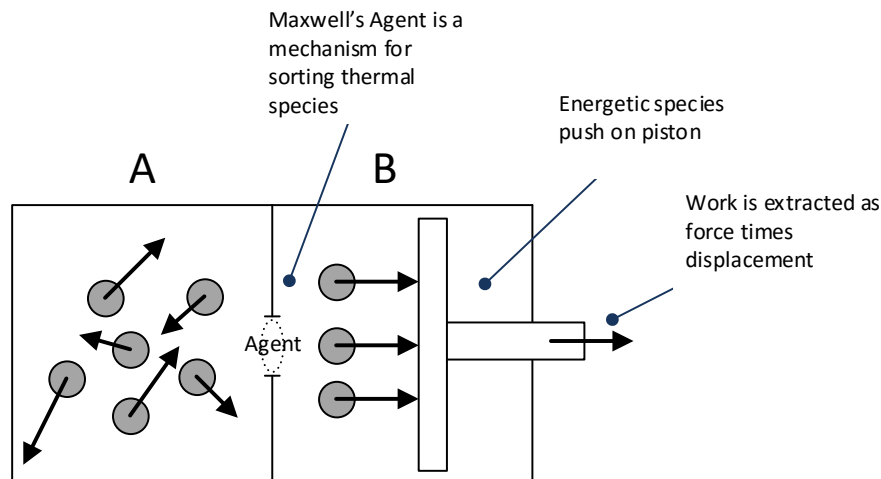 Maxwell's Agent is a
mechanism for
sorting thermal
species
Energetic species
push on piston
Work is extracted as
force times
displacement
A
B
Agent